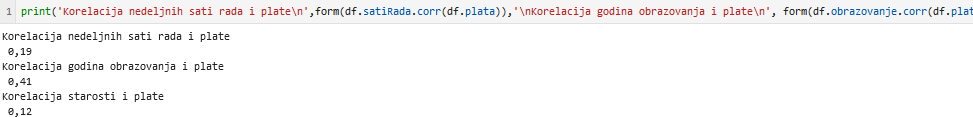 1 print('Korelacija nedeljnih sati rada i plate\n',form(df.satiRada.corr(df.plata)),'\nKorelacija godina obrazovanja i plate\n', form(df.obrazovanje.corr(df.plat
Korelacija nedeljnih sati rada i plate
0,19
Korelacija godina obrazovanja i plate
0,41
Korelacija starosti i plate
0,12